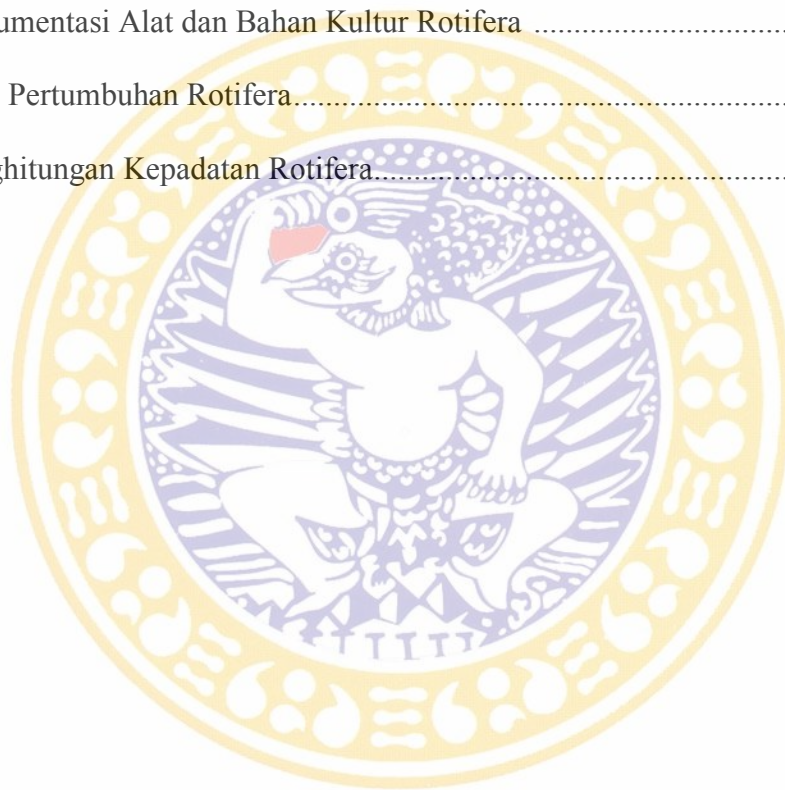 umentasi Alat dan Bahan Kultur Rotifera ................................
Pertumbuhan Rotifera...............................................................
ghitungan Kepadatan Rotifera....................................................